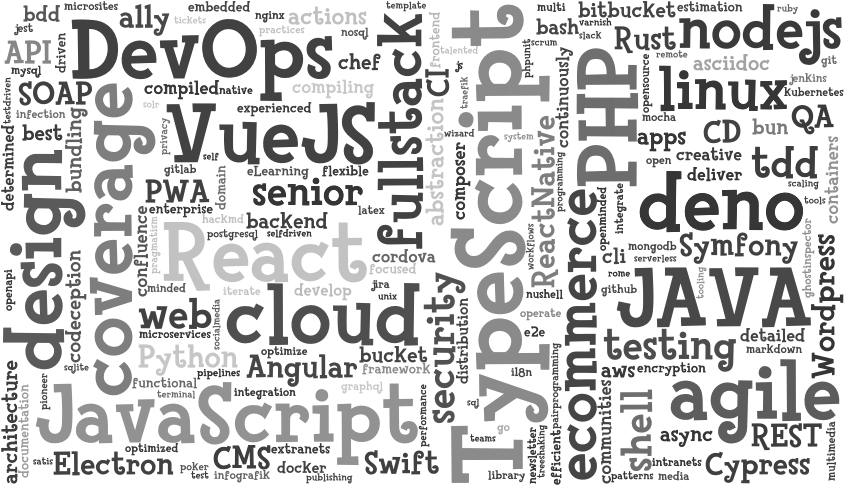 microsites
embedded
template
multi
bitbucket
estimation
ruby
bdd
ally
tickets
nginx
actions
bash
varnish
slack
nodejs
jest
DevOps
practices
nosql
frontend
talented
scrum
Rust
remote
git
API
driven
chef
fullstack
CI
js
phpunit
continuously
PHP
opensource
asciidoc
mysql
SOAP
compiled
native
compiling
traefik
linux
jenkins
Kubernetes
testdriven
infection
coverage
solr
experienced
abstraction
wizard
TypeScript
system
mocha
apps
CD
bun
QA
best
bundling
privacy
VueJS
self
composer
ReactNative
programming
open
creative
tdd
containers
determined
design
gitlab
eLearning
flexible
deliver
scaling
PWA
domain
senior
latex
openminded
integrate
deno
tools
enterprise
hackmd
backend
confluence
pragmatism
postgresql
selfdriven
workflows
ecommerce
cli
mongodb
serverless
Symfony
ghostinspector
React
cordova
focused
openapi
codeception
minded
iterate
develop
jira
unix
security
distribution
nushell
rome
github
JAVA
tooling
Wordpress
web
socialmedia
cloud
operate
microservices
e2e
testing
detailed
markdown
Python
optimize
bucket
sqlite
pipelines
Angular
framework
i18n
pairprogramming
aws
encryption
architecture
documentation
pioneer
functional
terminal
integration
graphql
performance
sql
communities
shell
agile
JavaScript
go
teams
newsletter
treeshaking
efficient
async
REST
multimedia
satis
Electron
optimized
poker
test
CMS
extranets
infografik
docker
publishing
Swift
library
patterns
intranets
media
Cypress